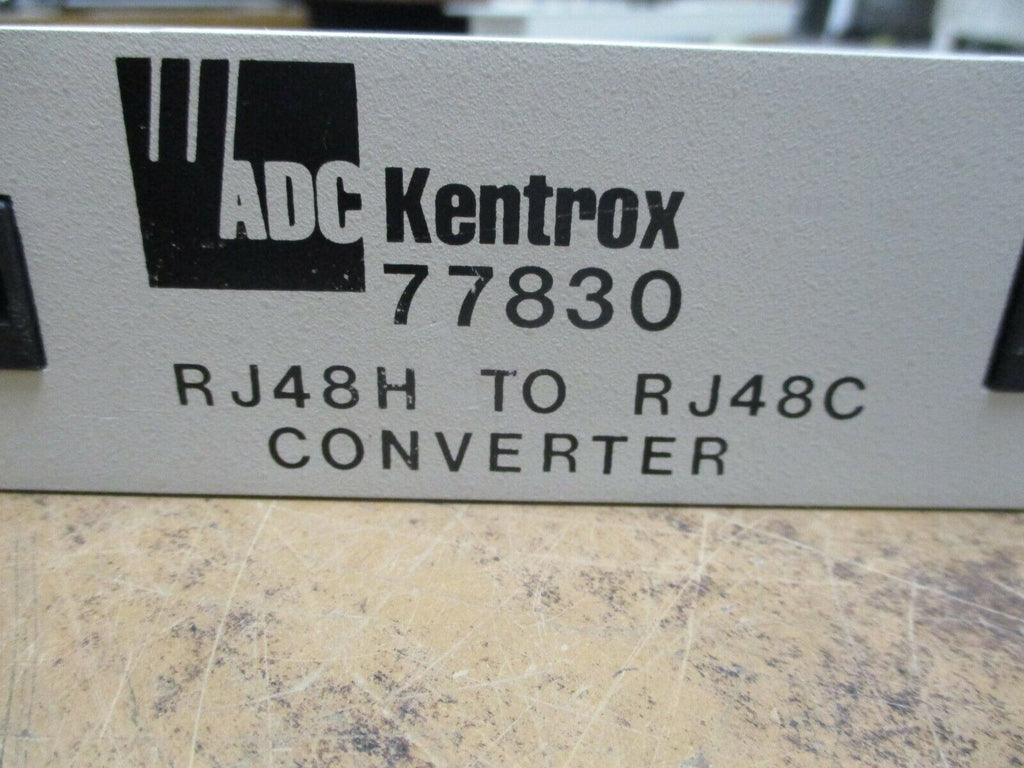 ADC Kentrox
77830
RJ48H TO RJ48C
CONVERTER